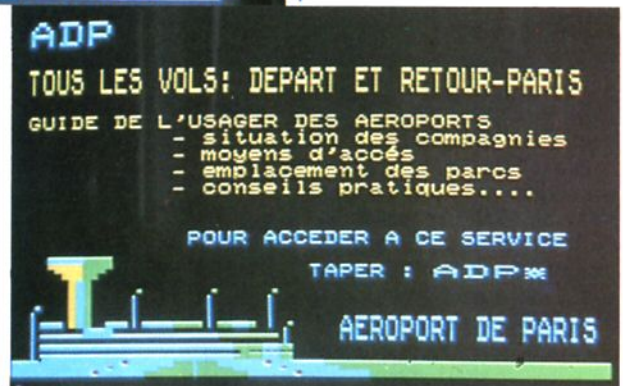 ADP
TOUS LES VOLS: DEPART ET RETOUR-PARIS
GUIDE DE L'USAGER DES AEROPORTS
- situation des compagnies
- moyens d'accés
- emplacement des parcs
- conseils pratiques....
POUR ACCEDER A CE SERVICE
TAPER : ADP*
AEROPORT DE PARIS